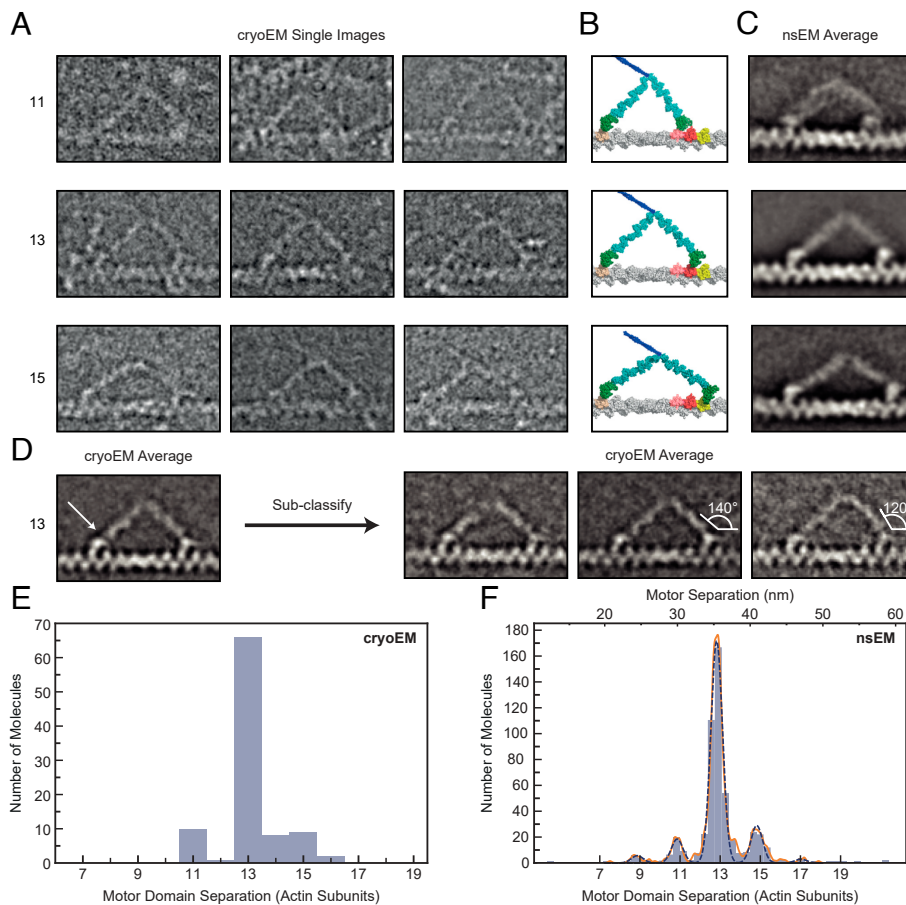 A
B
C
cryoEM Single Images
nsEM Average
11
13
15
D
cryoEM Average
cryoEM Average
13
Sub-classify
140°
120°
E
F
Motor Separation (nm)
20 30 40 50 60
70
60
50
40
30
20
10
0
Number of Molecules
cryoEM
7 9 11 13 15 17 19
Motor Domain Separation (Actin Subunits)
180
160
140
120
100
80
60
40
20
0
Number of Molecules
nsEM
7 9 11 13 15 17 19
Motor Domain Separation (Actin Subunits)